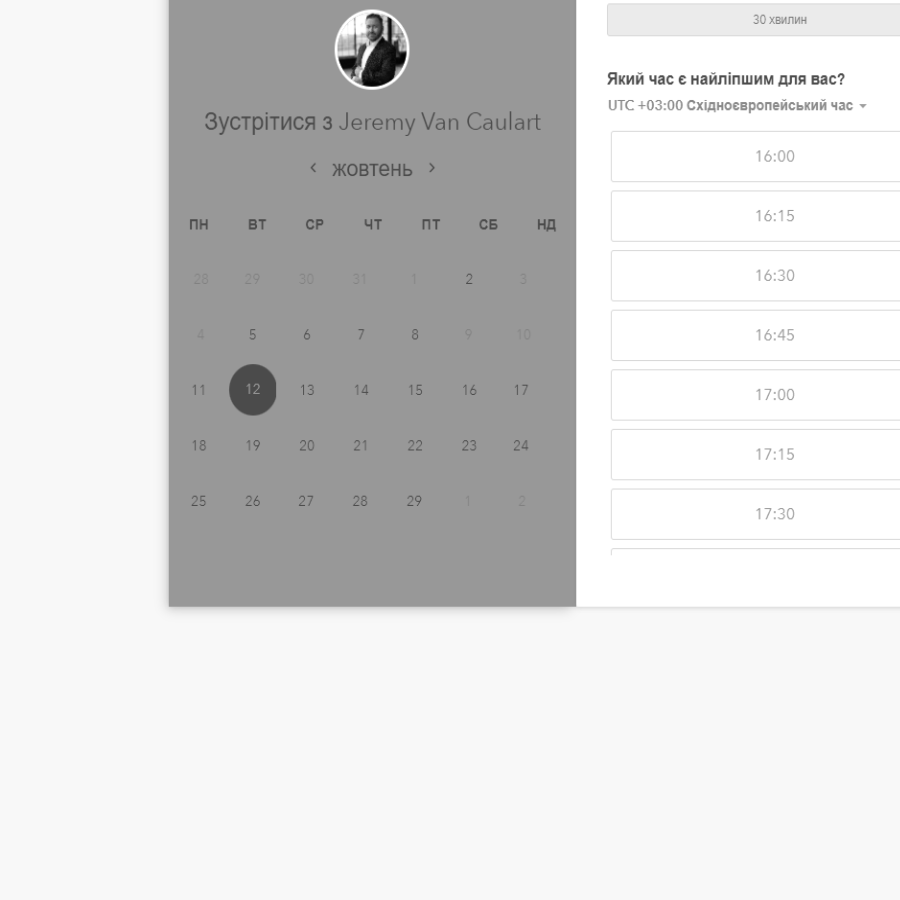 Зустрітися з Jeremy Van Caulart
‹ жовтень ›
ПН ВТ СР ЧТ ПТ СБ НД
28 29 30 31 1 2 3
4 5 6 7 8 9 10
11 12 13 14 15 16 17
18 19 20 21 22 23 24
25 26 27 28 29 1 2
30 хвилин
Який час є найліпшим для вас?
UTC +03:00 Східноєвропейський час
16:00
16:15
16:30
16:45
17:00
17:15
17:30